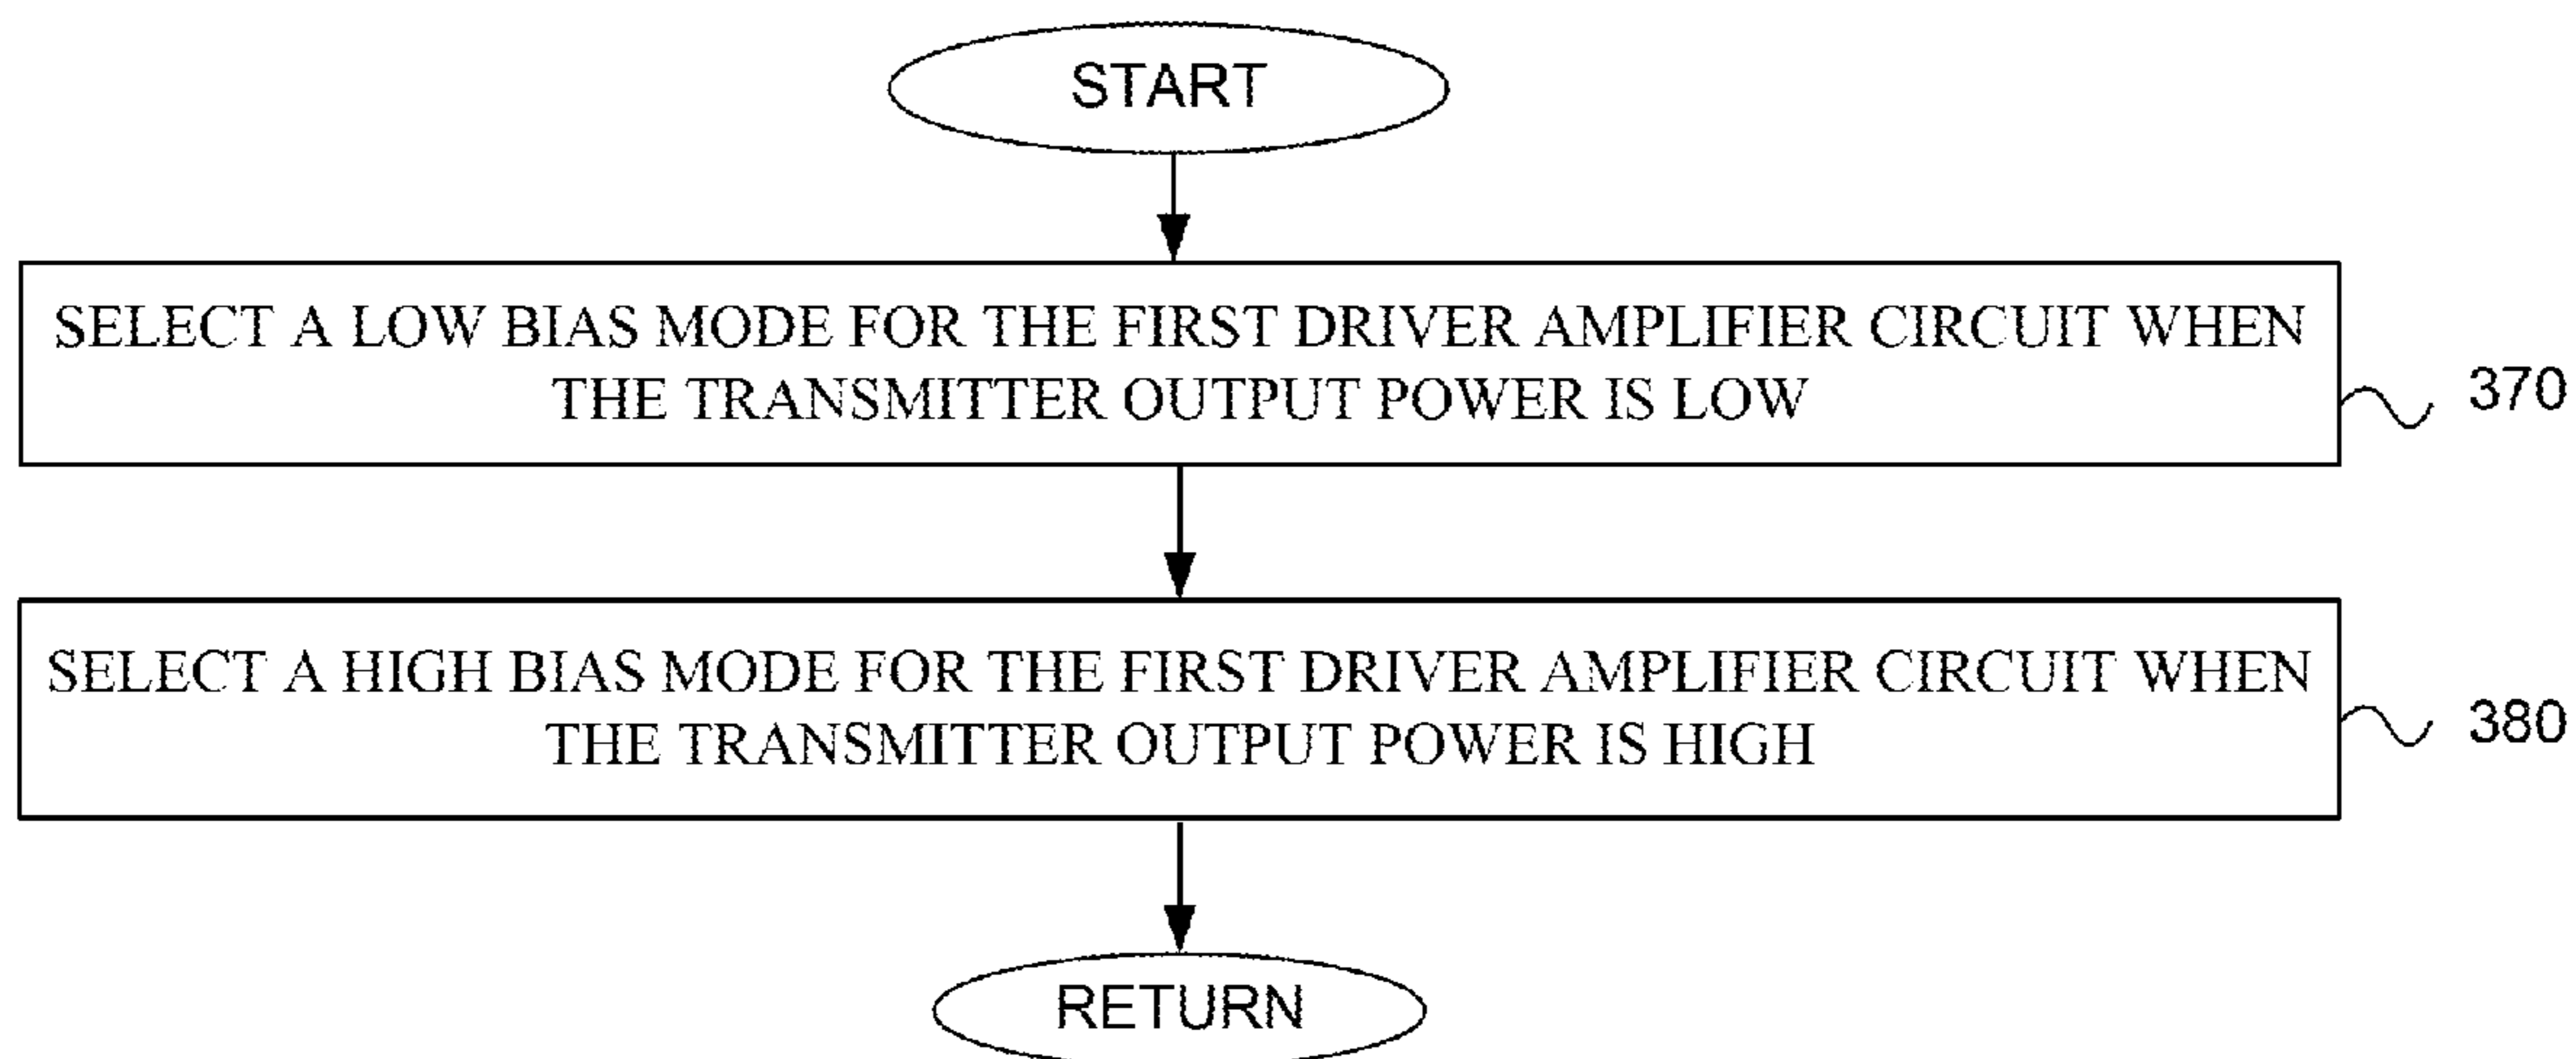 START
SELECT A LOW BIAS MODE FOR THE FIRST DRIVER AMPLIFIER CIRCUIT WHEN
THE TRANSMITTER OUTPUT POWER IS LOW
370
SELECT A HIGH BIAS MODE FOR THE FIRST DRIVER AMPLIFIER CIRCUIT WHEN
THE TRANSMITTER OUTPUT POWER IS HIGH
380
RETURN